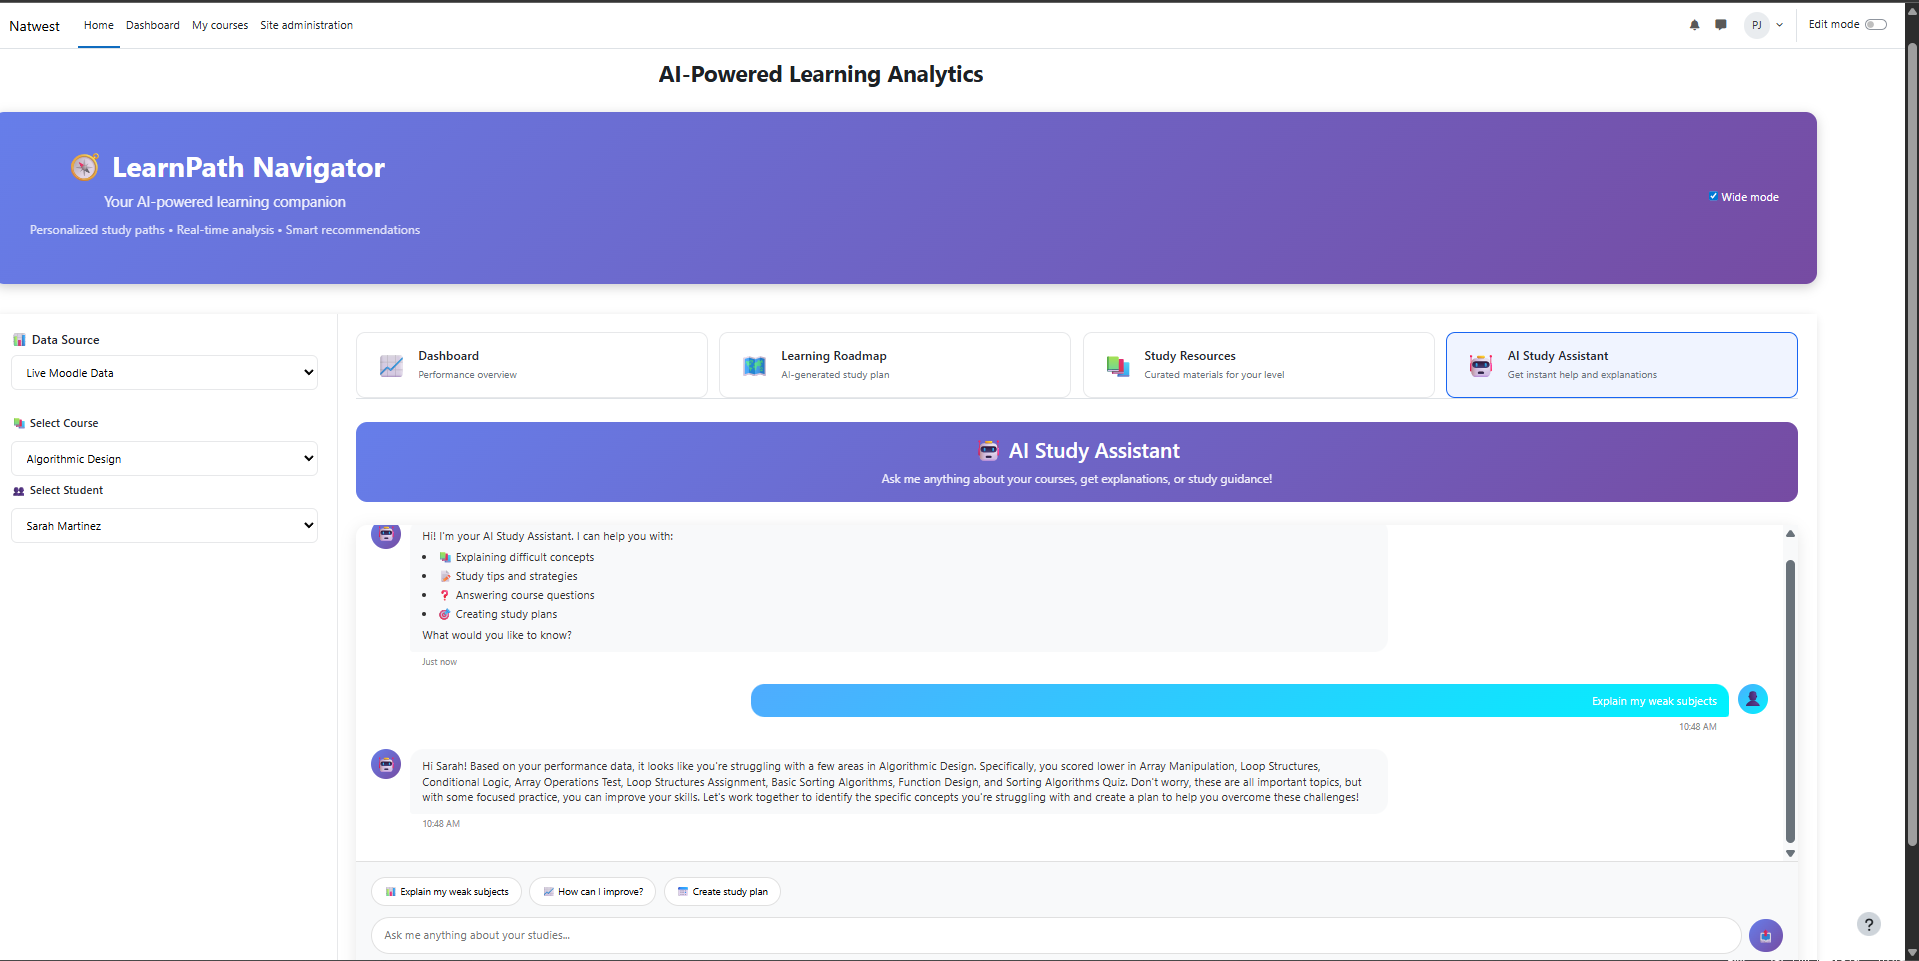 Natwest
Home
Dashboard
My courses
Site administration
PJ
Edit mode
AI-Powered Learning Analytics
LearnPath Navigator
Your AI-powered learning companion
Personalized study paths • Real-time analysis • Smart recommendations
Wide mode
Data Source
Live Moodle Data
Select Course
Algorithmic Design
Select Student
Sarah Martinez
Dashboard
Performance overview
Learning Roadmap
AI-generated study plan
Study Resources
Curated materials for your level
AI Study Assistant
Get instant help and explanations
AI Study Assistant
Ask me anything about your courses, get explanations, or study guidance!
Hi! I'm your AI Study Assistant. I can help you with:
• Explaining difficult concepts
• Study tips and strategies
• ❓ Answering course questions
• Creating study plans
What would you like to know?
Just now
Explain my weak subjects
10:48 AM
Hi Sarah! Based on your performance data, it looks like you're struggling with a few areas in Algorithmic Design. Specifically, you scored lower in Array Manipulation, Loop Structures,
Conditional Logic, Array Operations Test, Loop Structures Assignment, Basic Sorting Algorithms, Function Design, and Sorting Algorithms Quiz. Don't worry, these are all important topics, but
with some focused practice, you can improve your skills. Let's work together to identify the specific concepts you're struggling with and create a plan to help you overcome these challenges!
10:48 AM
Explain my weak subjects
How can I improve?
Create study plan
Ask me anything about your studies...
?